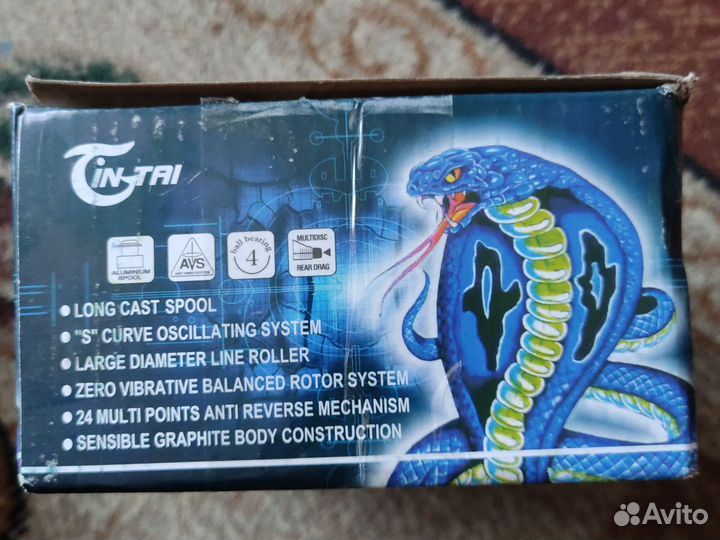 TIN-TAI
ALUMINIUM SPOOL
AVS
ball bearing
4
MULTIDISC
REAR DRAG
LONG CAST SPOOL
"S" CURVE OSCILLATING SYSTEM
LARGE DIAMETER LINE ROLLER
ZERO VIBRATIVE BALANCED ROTOR SYSTEM
24 MULTI POINTS ANTI REVERSE MECHANISM
SENSIBLE GRAPHITE BODY CONSTRUCTION
Avito